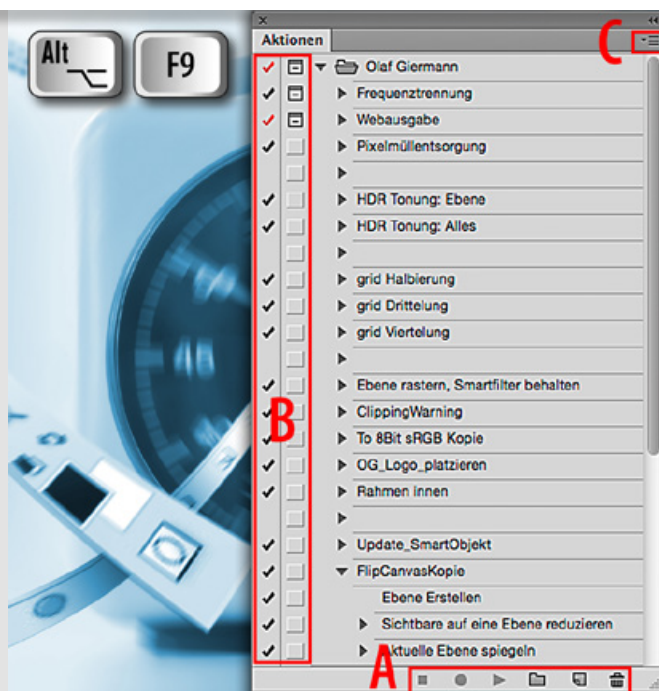 Alt
F9
Aktionen
C
Olaf Giermann
Frequenztrennung
Webausgabe
Pixelmüllentsorgung
HDR Tonung: Ebene
HDR Tonung: Alles
grid Halbierung
grid Drittelung
grid Viertelung
Ebene rastern, Smartfilter behalten
ClippingWarning
B
To 8Bit sRGB Kopie
OG_Logo_platzieren
Rahmen innen
Update_SmartObjekt
FlipCanvasKopie
Ebene Erstellen
Sichtbare auf eine Ebene reduzieren
Aktuelle Ebene spiegeln
A